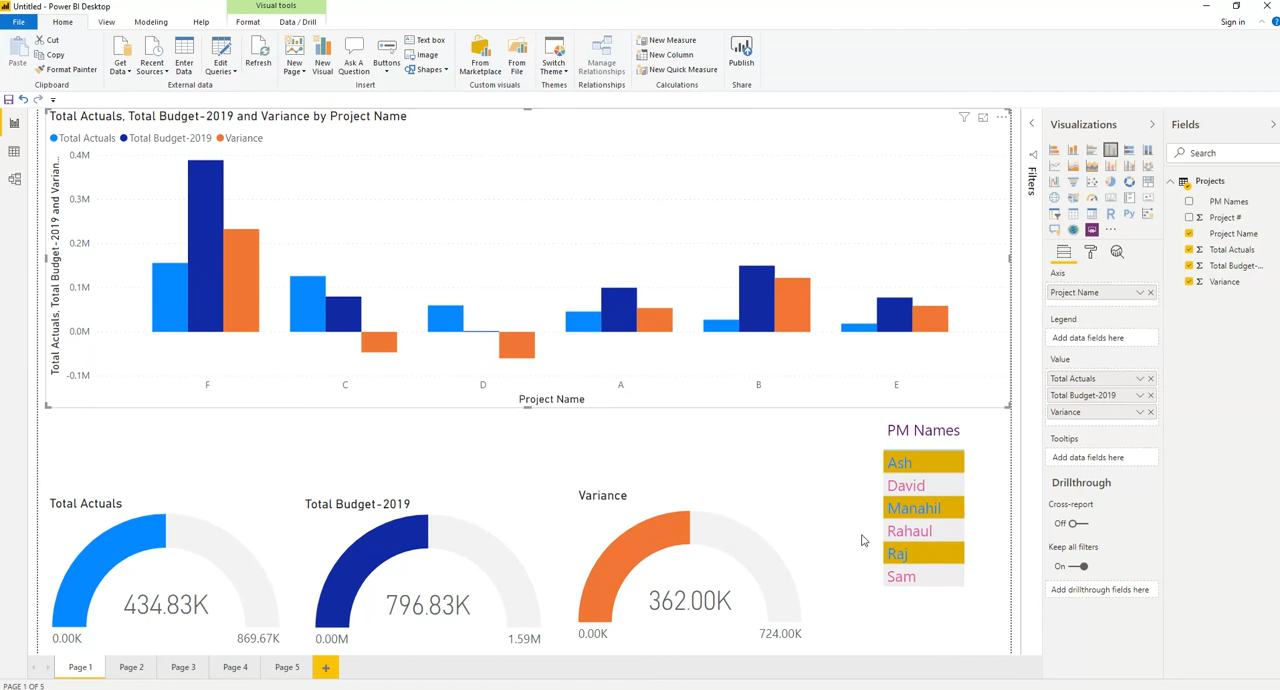 Untitled - Power BI Desktop
Visual tools
Sign in
File Home View Modeling Help Format Data / Drill
Paste
Cut
Copy
Format Painter
Clipboard
Get Data
Recent Sources
Enter Data
Edit Queries
External data
Refresh
New Page
New Visual
Ask A Question
Buttons
Text box
Image
Shapes
Insert
From Marketplace
From File
Custom visuals
Switch Theme
Themes
Manage Relationships
Relationships
New Measure
New Column
New Quick Measure
Calculations
Publish
Share
Total Actuals, Total Budget-2019 and Variance by Project Name
Total Actuals Total Budget-2019 Variance
Total Actuals, Total Budget-2019 and Varian...
0.4M
0.3M
0.2M
0.1M
0.0M
-0.1M
F C D A B E
Project Name
Total Actuals
434.83K
0.00K 869.67K
Total Budget-2019
796.83K
0.00M 1.59M
Variance
362.00K
0.00K 724.00K
PM Names
Ash
David
Manahil
Rahaul
Raj
Sam
Filters
Visualizations
R Py
Axis
Project Name
Legend
Add data fields here
Value
Total Actuals
Total Budget-2019
Variance
Tooltips
Add data fields here
Drillthrough
Cross-report
Off
Keep all filters
On
Add drillthrough fields here
Fields
Search
Projects
PM Names
Σ Project #
Project Name
Σ Total Actuals
Σ Total Budget-...
Σ Variance
Page 1 Page 2 Page 3 Page 4 Page 5 +
PAGE 1 OF 5